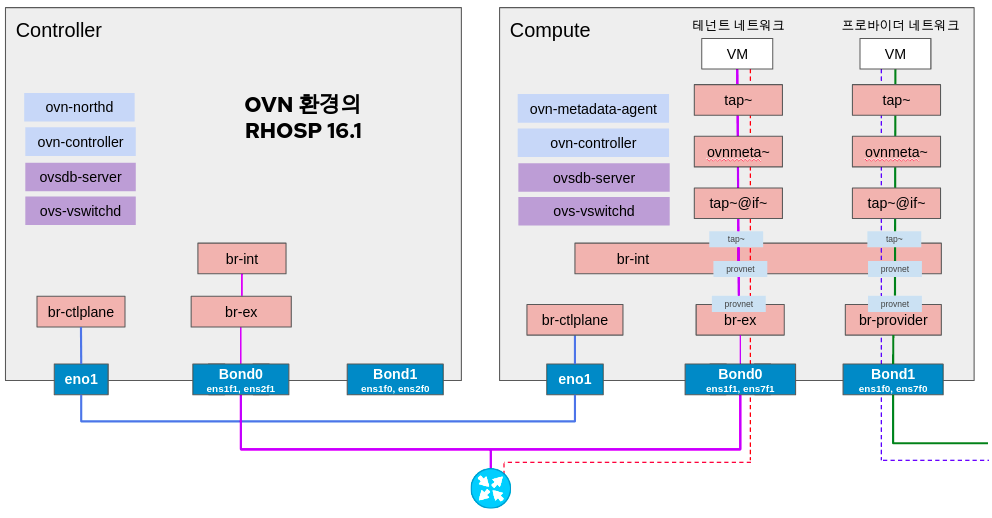 Controller
OVN 환경의
RHOSP 16.1
ovn-northd
ovn-controller
ovsdb-server
ovs-vswitchd
br-int
br-ctlplane
br-ex
eno1
Bond0
ens1f1, ens2f1
Bond1
ens1f0, ens2f0
Compute
테넌트 네트워크
프로바이더 네트워크
VM
VM
ovn-metadata-agent
ovn-controller
ovsdb-server
ovs-vswitchd
tap~
tap~
ovnmeta~
ovnmeta~
tap~@if~
tap~@if~
tap~
tap~
br-int
provnet
provnet
provnet
provnet
br-ctlplane
br-ex
br-provider
eno1
Bond0
ens1f1, ens7f1
Bond1
ens1f0, ens7f0